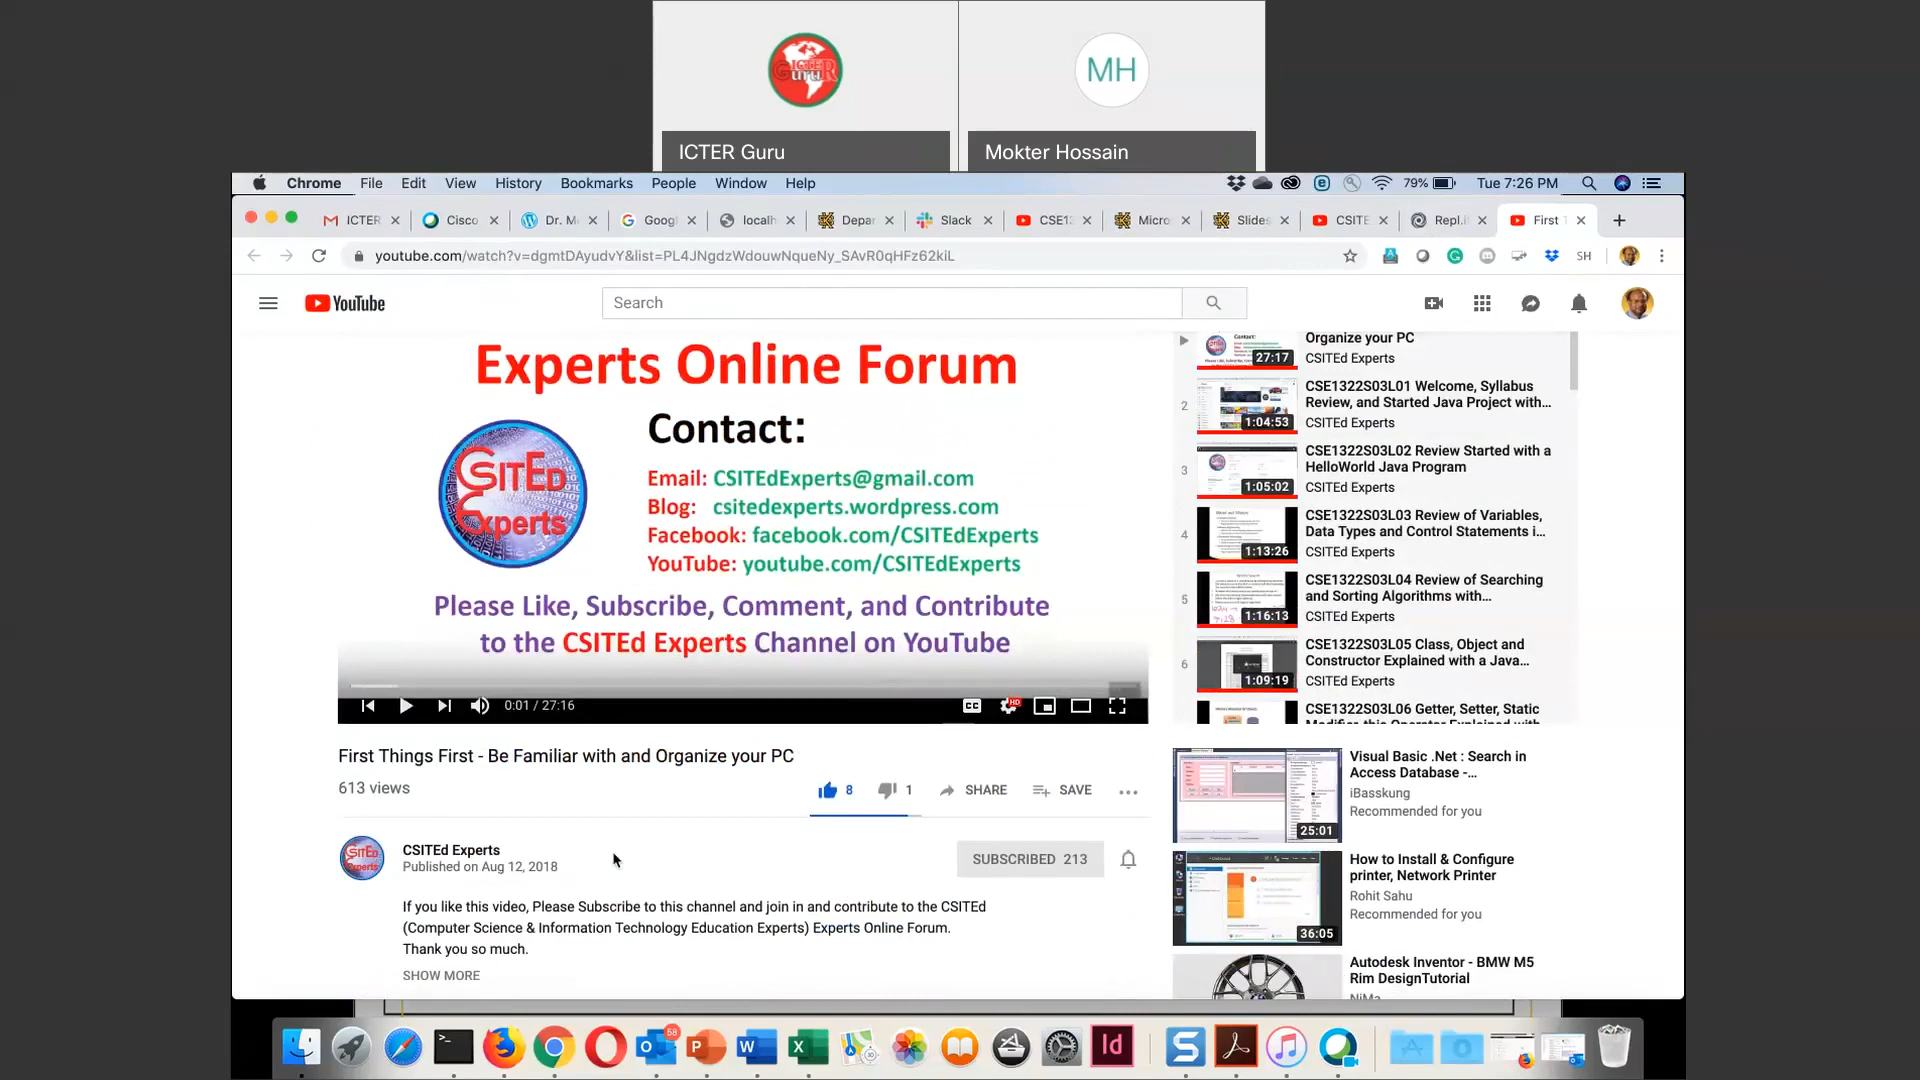 ICTER Guru
MH
Mokter Hossain
Chrome File Edit View History Bookmarks People Window Help
79% Tue 7:26 PM
ICTER Cisco Dr. M Googl localh Depar Slack CSE1 Micro Slides CSITE Repl.i First
youtube.com/watch?v=dgmtDAyudvY&list=PL4JNgdzWdouwNqueNy_SAvR0qHFz62kiL
SH
YouTube
Search
Experts Online Forum
CSITEd Experts
Contact:
Email: CSITEdExperts@gmail.com
Blog: csitedexperts.wordpress.com
Facebook: facebook.com/CSITEdExperts
YouTube: youtube.com/CSITEdExperts
Please Like, Subscribe, Comment, and Contribute
to the CSITEd Experts Channel on YouTube
0:01 / 27:16
CC HD
First Things First - Be Familiar with and Organize your PC
613 views
8 1 SHARE SAVE
CSITEd Experts
Published on Aug 12, 2018
SUBSCRIBED 213
If you like this video, Please Subscribe to this channel and join in and contribute to the CSITEd
(Computer Science & Information Technology Education Experts) Experts Online Forum.
Thank you so much.
SHOW MORE
Organize your PC
CSITEd Experts
27:17
2
CSE1322S03L01 Welcome, Syllabus
Review, and Started Java Project with...
CSITEd Experts
1:04:53
3
CSE1322S03L02 Review Started with a
HelloWorld Java Program
CSITEd Experts
1:05:02
4
CSE1322S03L03 Review of Variables,
Data Types and Control Statements i...
CSITEd Experts
1:13:26
5
CSE1322S03L04 Review of Searching
and Sorting Algorithms with...
CSITEd Experts
1:16:13
6
CSE1322S03L05 Class, Object and
Constructor Explained with a Java...
CSITEd Experts
1:09:19
CSE1322S03L06 Getter, Setter, Static
Modifier, this Operator Explained with
Visual Basic .Net : Search in
Access Database -...
iBasskung
Recommended for you
25:01
How to Install & Configure
printer, Network Printer
Rohit Sahu
Recommended for you
36:05
Autodesk Inventor - BMW M5
Rim DesignTutorial
NiMa
58
Id